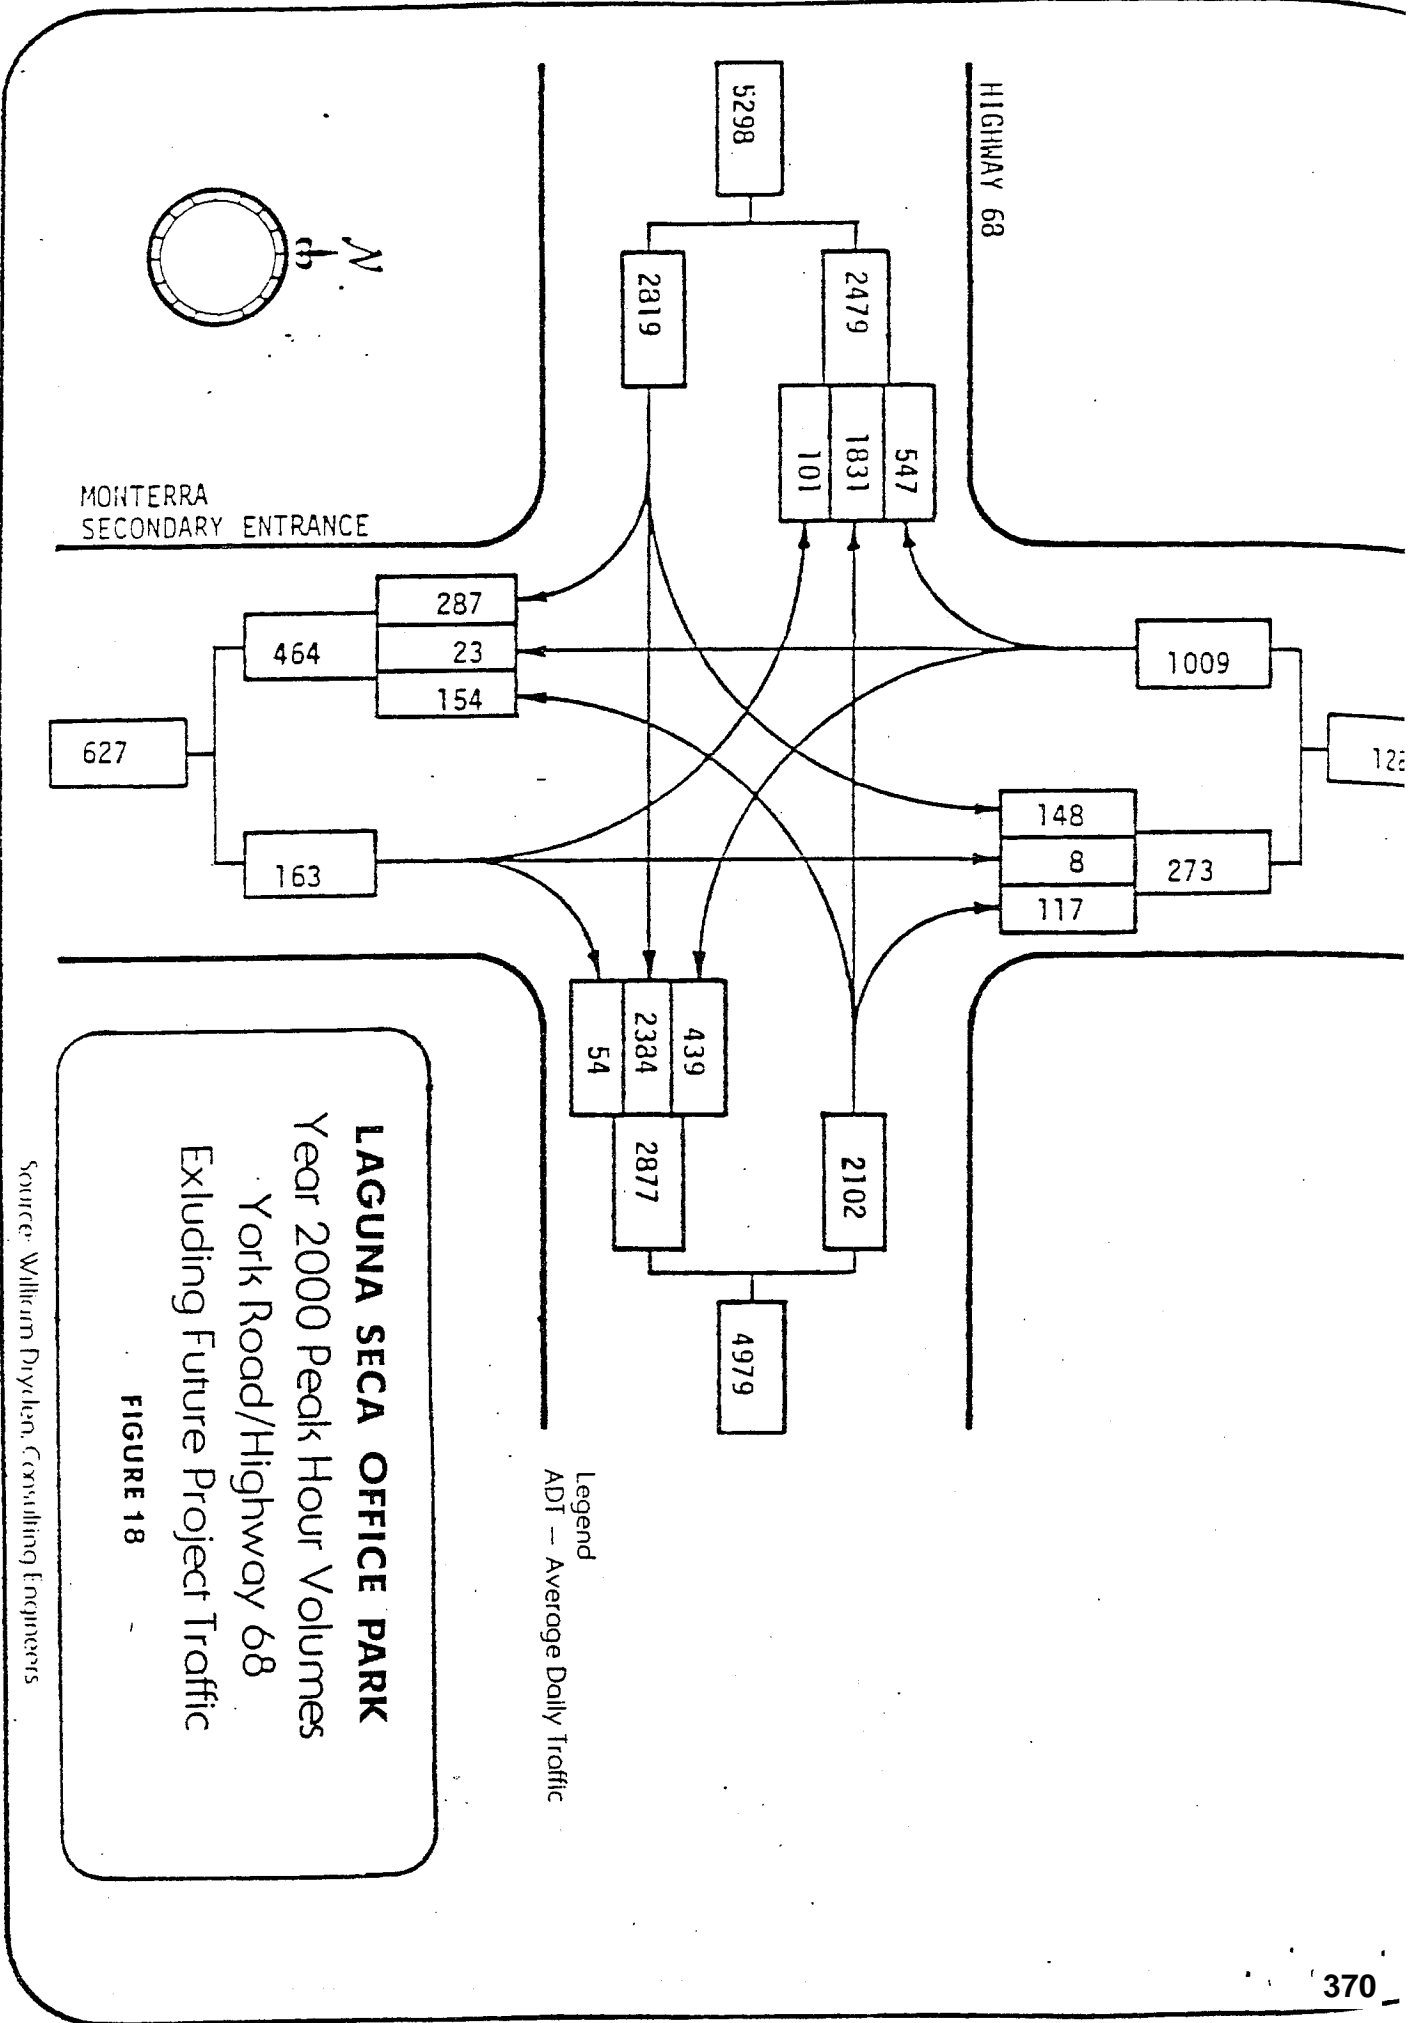 HIGHWAY 68
5298
2819
2479
547
1831
101
N
MONTERRA
SECONDARY ENTRANCE
287
23
154
464
627
163
1009
148
8
117
273
439
2384
54
2877
2102
4979
Legend
ADT – Average Daily Traffic
LAGUNA SECA OFFICE PARK
Year 2000 Peak Hour Volumes
York Road/Highway 68
Exluding Future Project Traffic
FIGURE 18
Source: William Dryden, Consulting Engineers
370